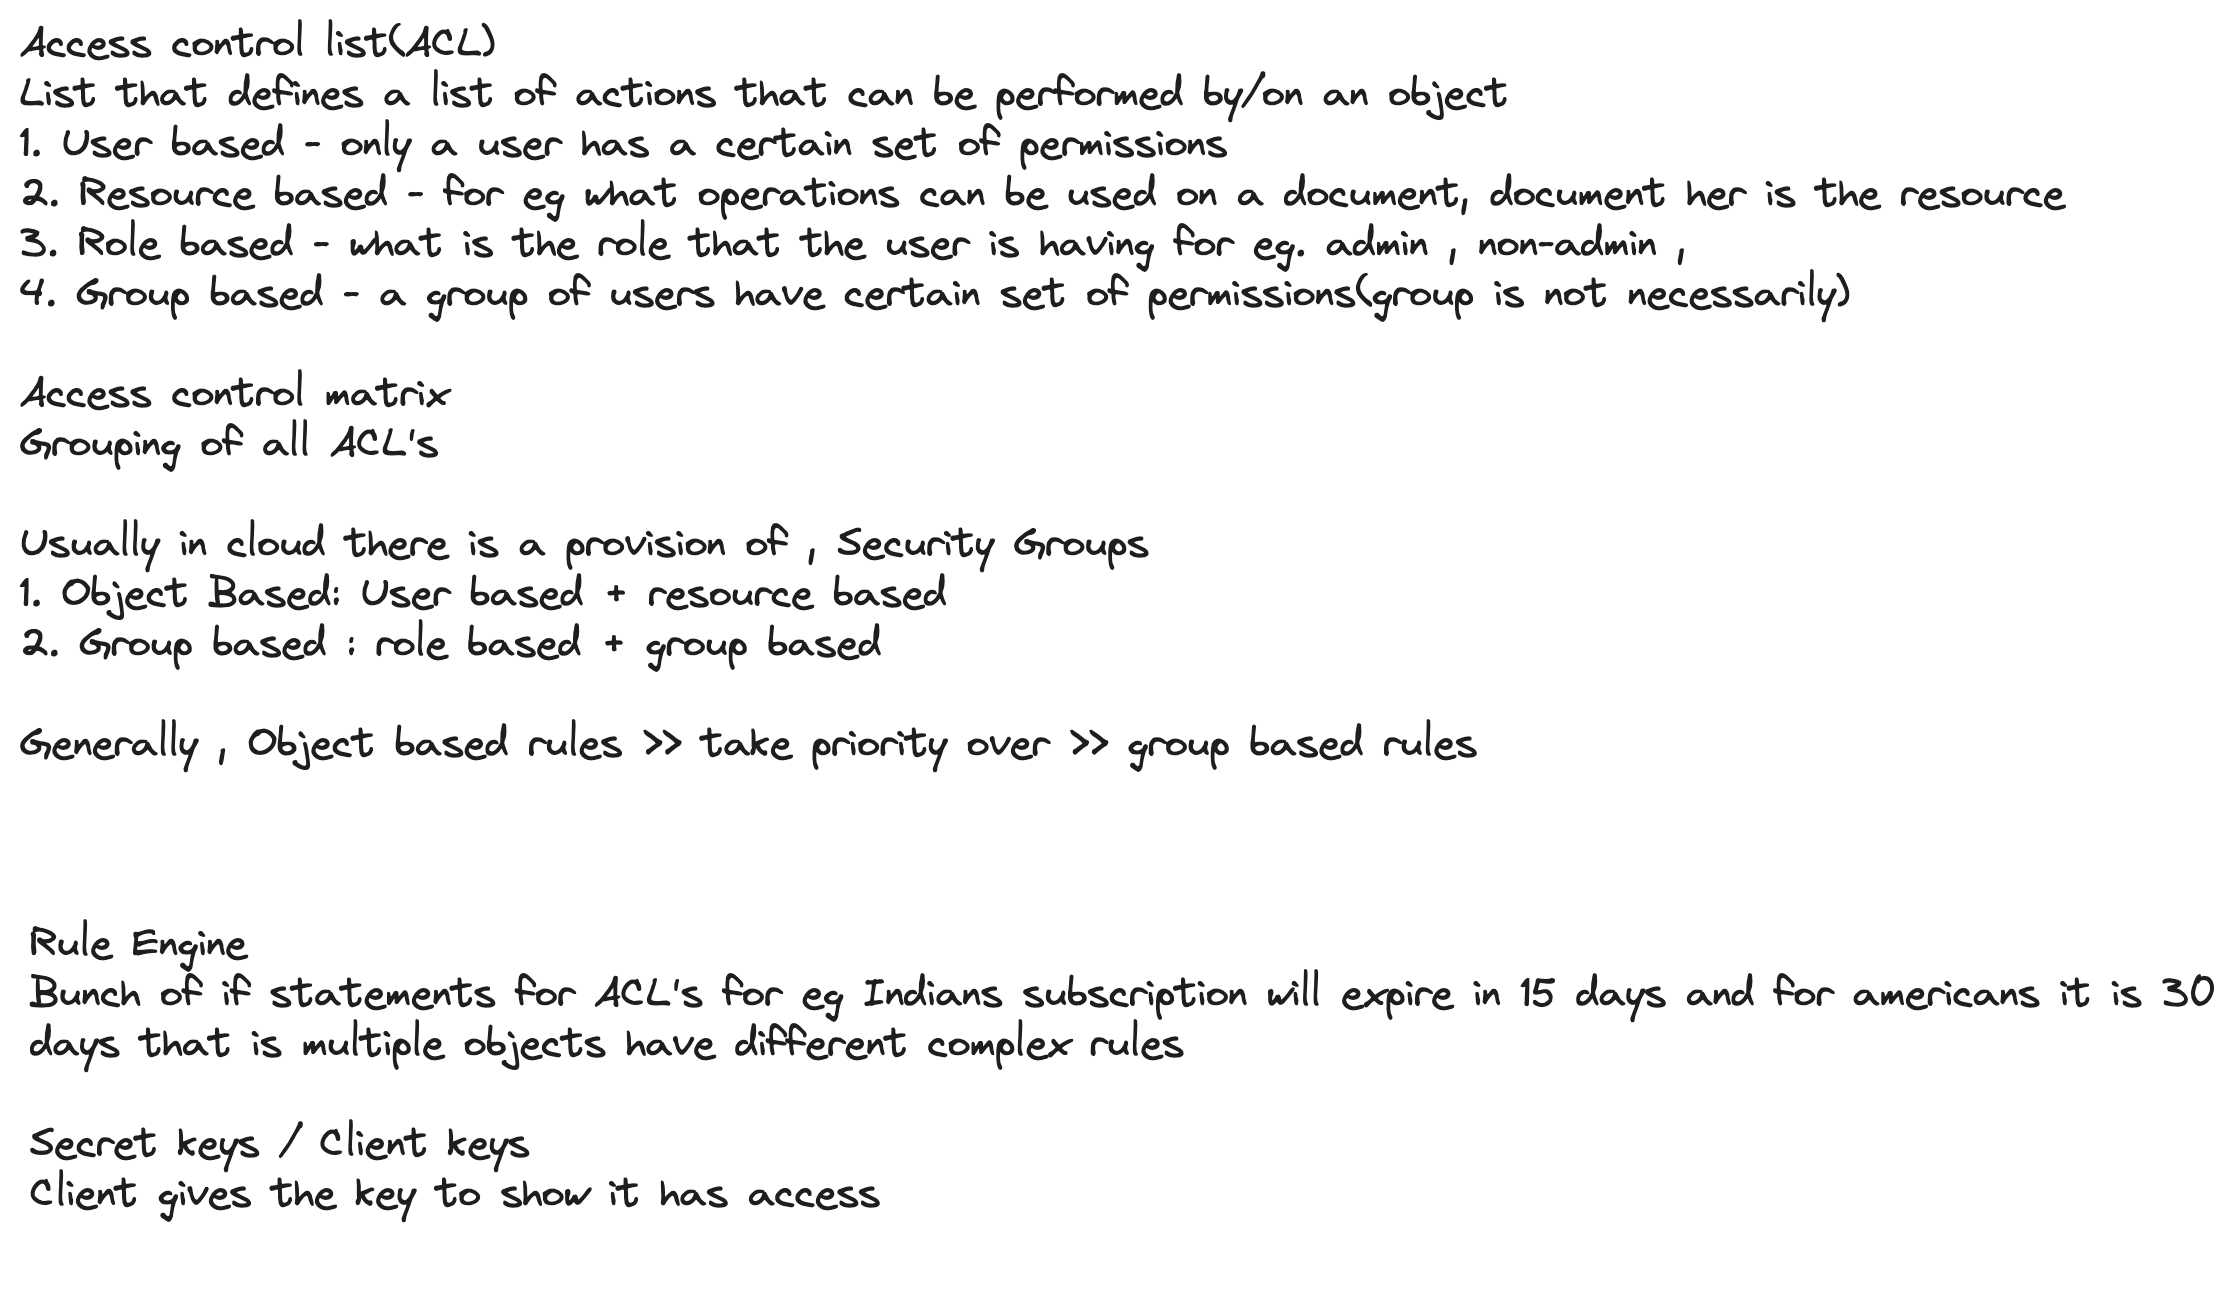 Access control list(ACL)
List that defines a list of actions that can be performed by/on an object
1. User based - only a user has a certain set of permissions
2. Resource based - for eg what operations can be used on a document, document her is the resource
3. Role based - what is the role that the user is having for eg. admin , non-admin ,
4. Group based - a group of users have certain set of permissions(group is not necessarily)
Access control matrix
Grouping of all ACL's
Usually in cloud there is a provision of , Security Groups
1. Object Based: User based + resource based
2. Group based : role based + group based
Generally , Object based rules >> take priority over >> group based rules
Rule Engine
Bunch of if statements for ACL's for eg Indians subscription will expire in 15 days and for americans it is 30
days that is multiple objects have different complex rules
Secret keys / Client keys
Client gives the key to show it has access